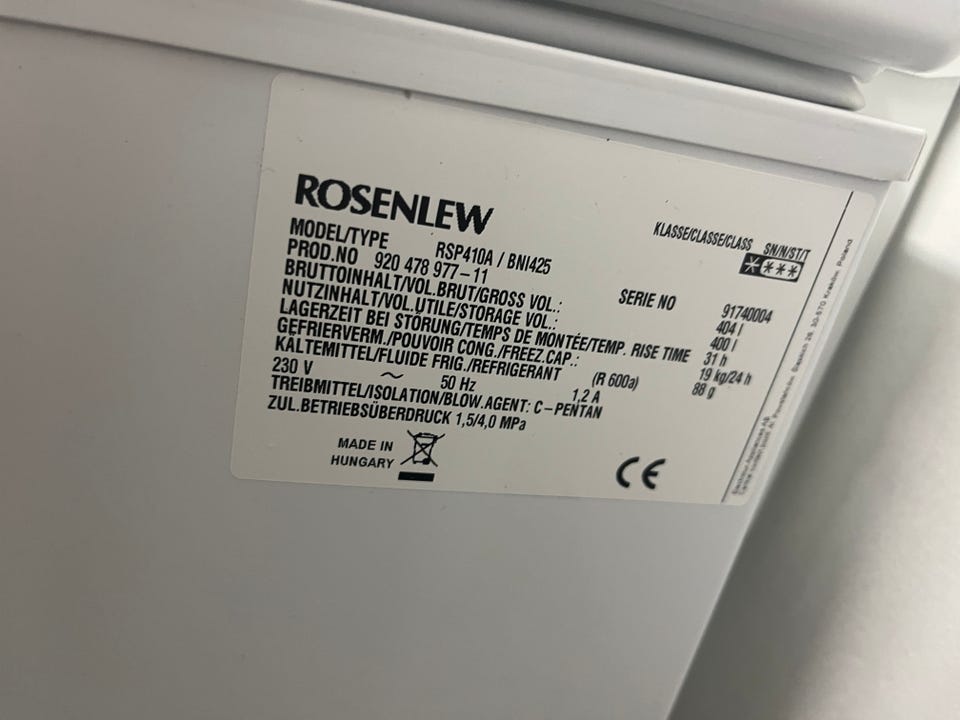 ROSENLEW
KLASSE/CLASSE/CLASS SN/N/ST/T
MODEL/TYPE RSP410A / BNI425
PROD.NO 920 478 977-11 SERIE NO 91740004
BRUTTOINHALT/VOL.BRUT/GROSS VOL.: 404 l
NUTZINHALT/VOL.UTILE/STORAGE VOL.: 400 l
LAGERZEIT BEI STÖRUNG/TEMPS DE MONTÉE/TEMP. RISE TIME 31 h
GEFRIERVERM./POUVOIR CONG./FREEZ.CAP.: 19 kg/24 h
KÄLTEMITTEL/FLUIDE FRIG./REFRIGERANT (R 600a) 88 g
230 V ~ 50 Hz 1,2 A
TREIBMITTEL/ISOLATION/BLOW.AGENT: C-PENTAN
ZUL.BETRIEBSÜBERDRUCK 1,5/4,0 MPa
MADE IN
HUNGARY
CE